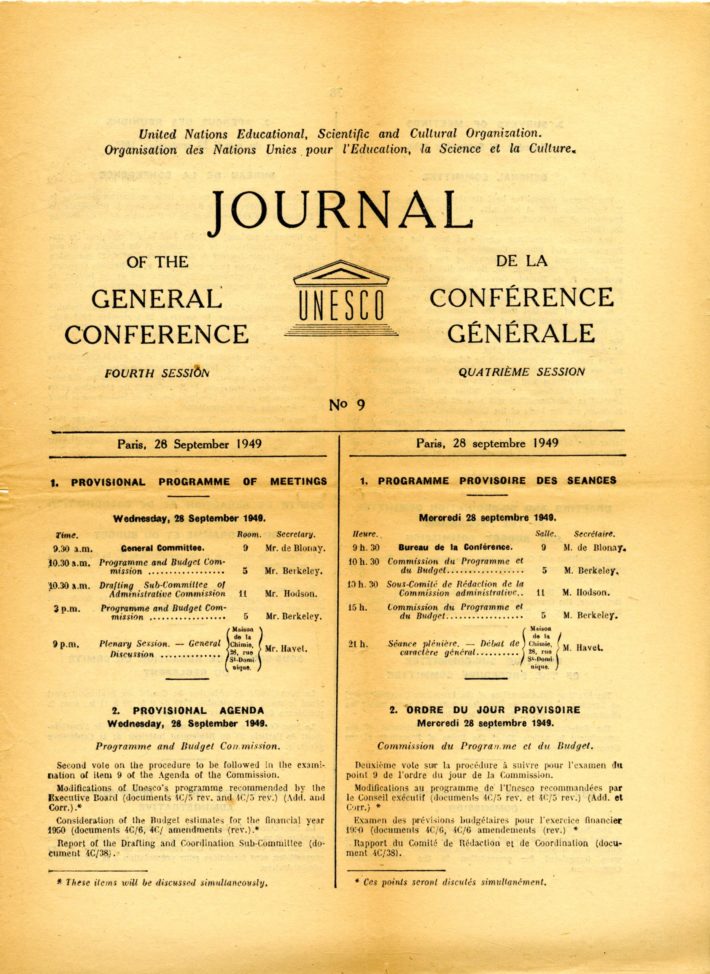 United Nations Educational, Scientific and Cultural Organization.
Organisation des Nations Unies pour l'Education, la Science et la Culture.
JOURNAL
OF THE
GENERAL
CONFERENCE
FOURTH SESSION
UNESCO
DE LA
CONFÉRENCE
GÉNÉRALE
QUATRIÈME SESSION
No 9
Paris, 28 September 1949
1. PROVISIONAL PROGRAMME OF MEETINGS
Wednesday, 28 September 1949.
Time. Room. Secretary.
9.30 a.m. General Committee. 9 Mr. de Blonay.
10.30 a.m. Programme and Budget Com-
mission ............... 5 Mr. Berkeley.
10.30 a.m. Drafting Sub-Committee of
Administrative Commission 11 Mr. Hodson.
3 p.m. Programme and Budget Com-
mission ............... 5 Mr. Berkeley.
9 p.m. Plenary Session. — General
Discussion ..............
Maison
de la
Chimie,
28, rue
St-Domi-
nique.
Mr. Havet.
2. PROVISIONAL AGENDA
Wednesday, 28 September 1949.
Programme and Budget Commission.
Second vote on the procedure to be followed in the exami-
nation of item 9 of the Agenda of the Commission.
Modifications of Unesco's programme recommended by the
Executive Board (documents 4C/5 rev. and 4C/5 rev.) (Add. and
Corr.).*
Consideration of the Budget estimates for the financial year
1950 (documents 4C/6, 4C/ amendments (rev.).*
Report of the Drafting and Coordination Sub-Committee (do-
cument 4C/38).
* These items will be discussed simultaneously.
Paris, 28 septembre 1949
1. PROGRAMME PROVISOIRE DES SEANCES
Mercredi 28 septembre 1949.
Heure. Salle. Secrétaire.
9 h. 30 Bureau de la Conférence. 9 M. de Blonay.
10 h. 30 Commission du Programme et
du Budget................. 5 M. Berkeley.
10 h. 30 Sous-Comité de Rédaction de la
Commission administrative.. 11 M. Hodson.
15 h. Commission du Programme et
du Budget................. 5 M. Berkeley.
21 h. Séance plénière. — Débat de
caractère général..........
Maison
de la
Chimie,
28, rue
St-Domi-
nique.
M. Havet.
2. ORDRE DU JOUR PROVISOIRE
Mercredi 28 septembre 1949.
Commission du Programme et du Budget.
Deuxième vote sur la procédure à suivre pour l'examen du
point 9 de l'ordre du jour de la Commission.
Modifications au programme de l'Unesco recommandées par
le Conseil exécutif (documents 4C/5 rev. et 4C/5 rev.) (Add. et
Corr.) *
Examen des prévisions budgétaires pour l'exercice financier
1950 (documents 4C/6, 4C/6 amendements (rev.) *
Rapport du Comité de Rédaction et de Coordination (docu-
ment 4C/38).
* Ces points seront discutés simultanément.